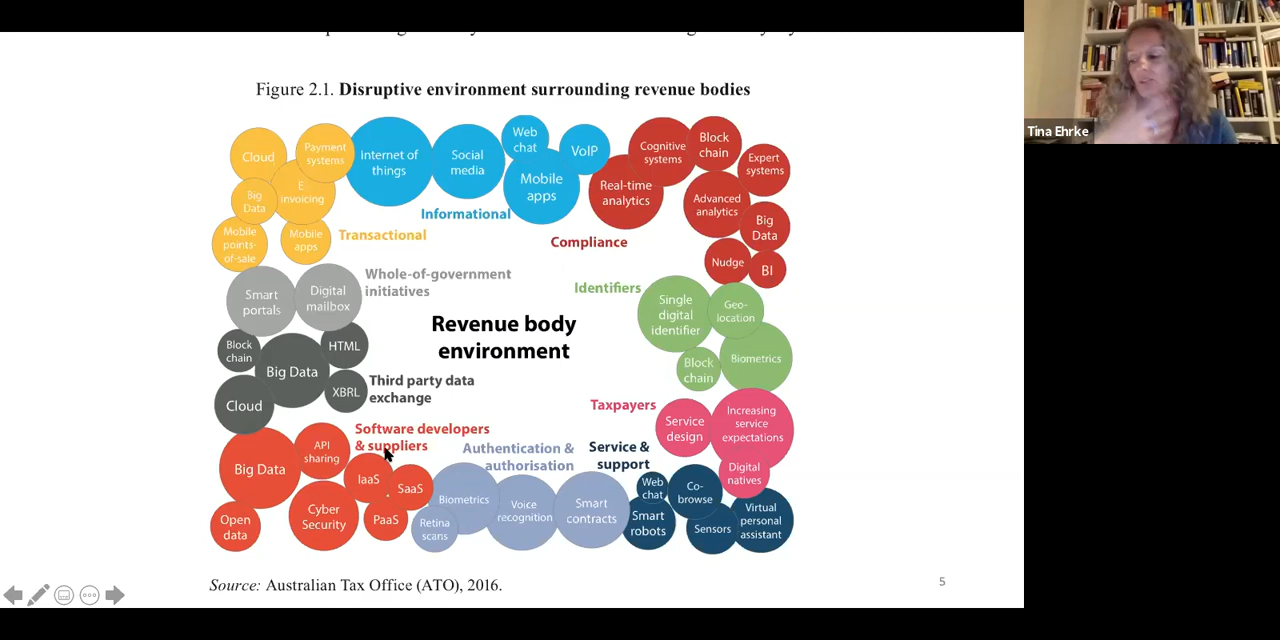 Figure 2.1. Disruptive environment surrounding revenue bodies
Cloud
Payment
systems
E-
invoicing
Big
Data
Mobile
points-
of-sale
Mobile
apps
Transactional
Internet of
things
Social
media
Web
chat
VoIP
Mobile
apps
Informational
Real-time
analytics
Cognitive
systems
Block
chain
Expert
systems
Advanced
analytics
Big
Data
Nudge
BI
Compliance
Smart
portals
Digital
mailbox
Whole-of-government
initiatives
Identifiers
Single
digital
identifier
Geo-
location
Block
chain
Biometrics
Revenue body
environment
Block
chain
Big Data
HTML
XBRL
Cloud
Third party data
exchange
Taxpayers
Service
design
Increasing
service
expectations
Digital
natives
Software developers
& suppliers
Big Data
API
sharing
IaaS
SaaS
PaaS
Cyber
Security
Open
data
Authentication &
authorisation
Biometrics
Retina
scans
Voice
recognition
Smart
contracts
Service &
support
Web
chat
Co-
browse
Smart
robots
Sensors
Virtual
personal
assistant
Source: Australian Tax Office (ATO), 2016.
5
Tina Ehrke